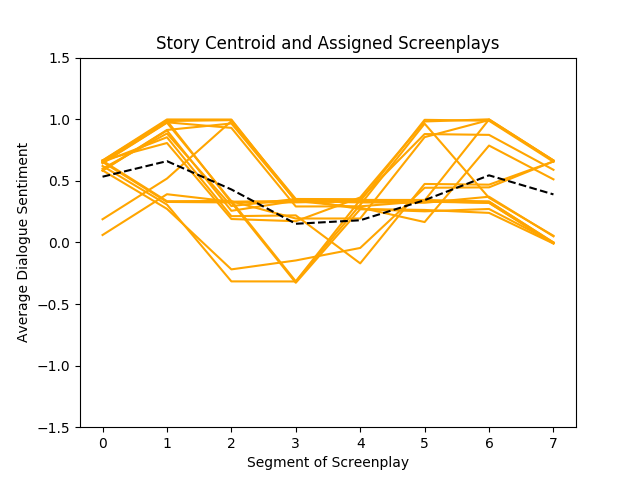 Story Centroid and Assigned Screenplays
1.5
1.0
0.5
0.0
−0.5
−1.0
−1.5
Average Dialogue Sentiment
0 1 2 3 4 5 6 7
Segment of Screenplay